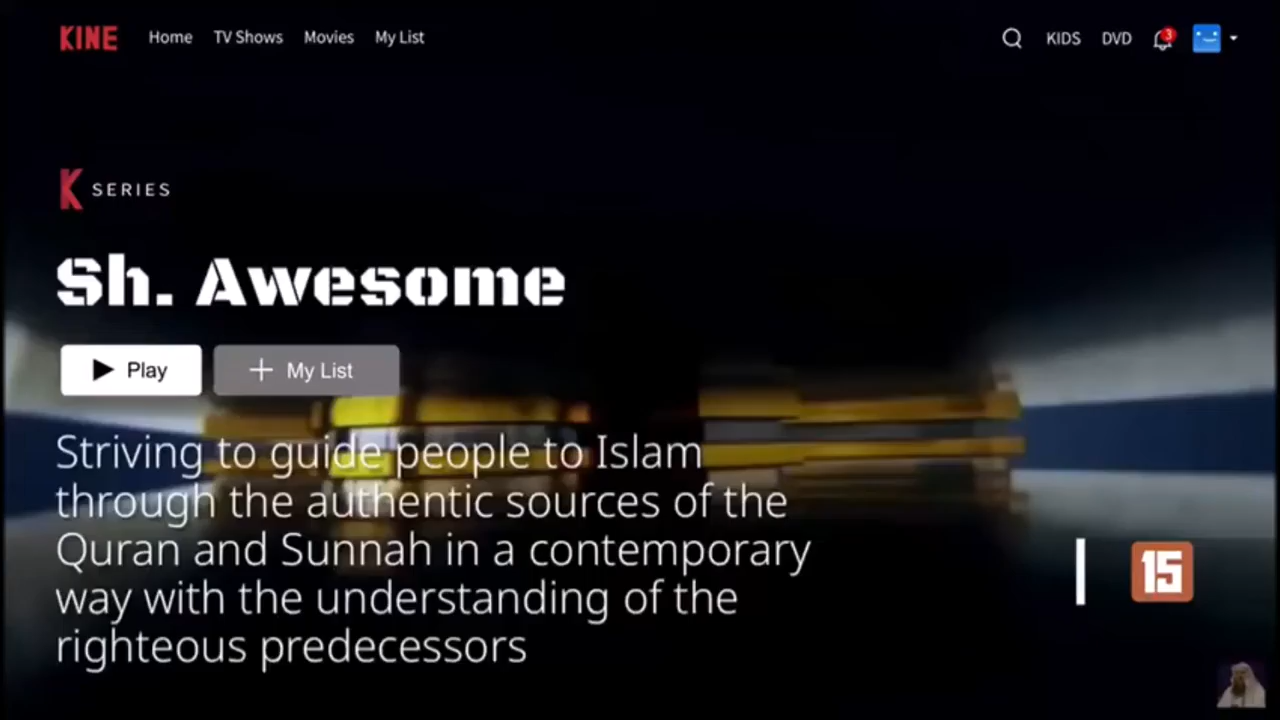 KINE Home TV Shows Movies My List KIDS DVD 3
K SERIES
Sh. Awesome
Play My List
Striving to guide people to Islam
through the authentic sources of the
Quran and Sunnah in a contemporary
way with the understanding of the
righteous predecessors
15